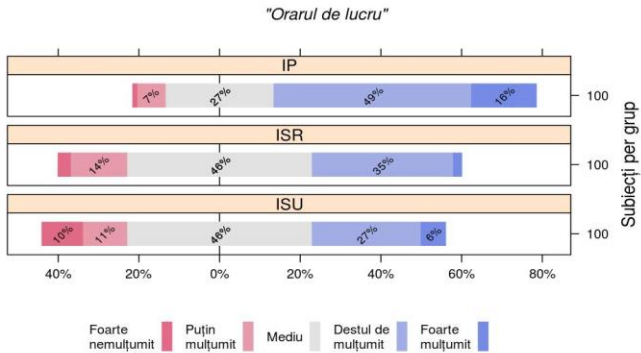 "Orarul de lucru"
IP
7% 27% 49% 16%
100
ISR
14% 46% 35%
100
ISU
10% 11% 46% 27% 6%
100
Subiecți per grup
40% 20% 0% 20% 40% 60% 80%
Foarte nemulțumit
Puțin mulțumit
Mediu
Destul de mulțumit
Foarte mulțumit